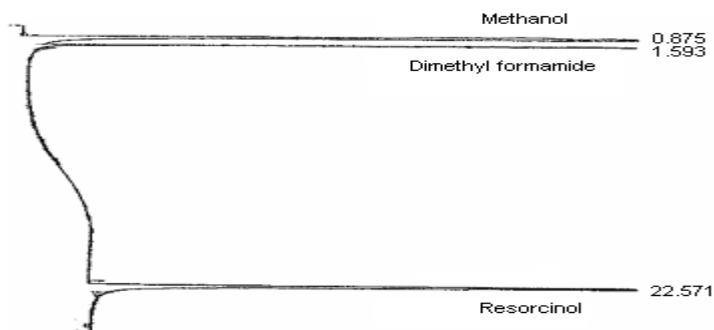 Methanol
0.875
1.593
Dimethyl formamide
22.571
Resorcinol